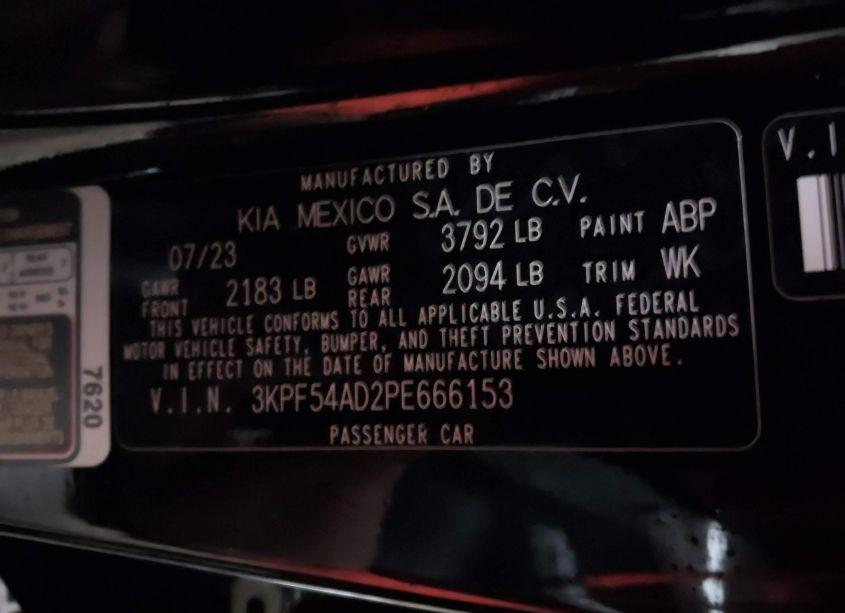 MANUFACTURED BY
KIA MEXICO S.A. DE C.V.
07/23 GVWR 3792 LB PAINT ABP
GAWR FRONT 2183 LB GAWR REAR 2094 LB TRIM WK
THIS VEHICLE CONFORMS TO ALL APPLICABLE U.S.A. FEDERAL
MOTOR VEHICLE SAFETY, BUMPER, AND THEFT PREVENTION STANDARDS
IN EFFECT ON THE DATE OF MANUFACTURE SHOWN ABOVE.
V.I.N. 3KPF54AD2PE666153
PASSENGER CAR
7620
V.I